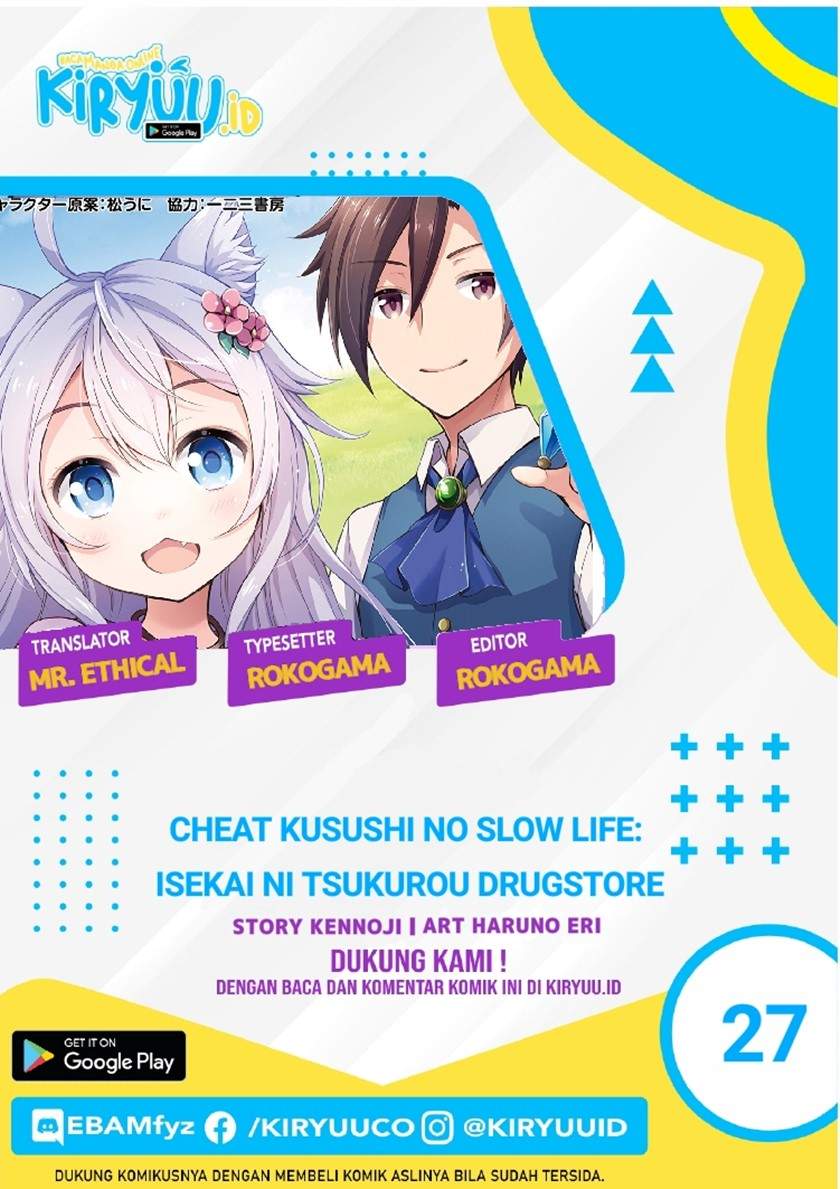 BACA MANGA ONLINE
KIRYUU.iD
GET IT ON
Google Play
ャラクター原案:松うに 協力:一二三書房
TRANSLATOR
MR. ETHICAL
TYPESETTER
ROKOGAMA
EDITOR
ROKOGAMA
CHEAT KUSUSHI NO SLOW LIFE:
ISEKAI NI TSUKUROU DRUGSTORE
STORY KENNOJI | ART HARUNO ERI
DUKUNG KAMI !
DENGAN BACA DAN KOMENTAR KOMIK INI DI KIRYUU.ID
27
GET IT ON
Google Play
EBAMfyz /KIRYUUCO @KIRYUUID
DUKUNG KOMIKUSNYA DENGAN MEMBELI KOMIK ASLINYA BILA SUDAH TERSIDA.